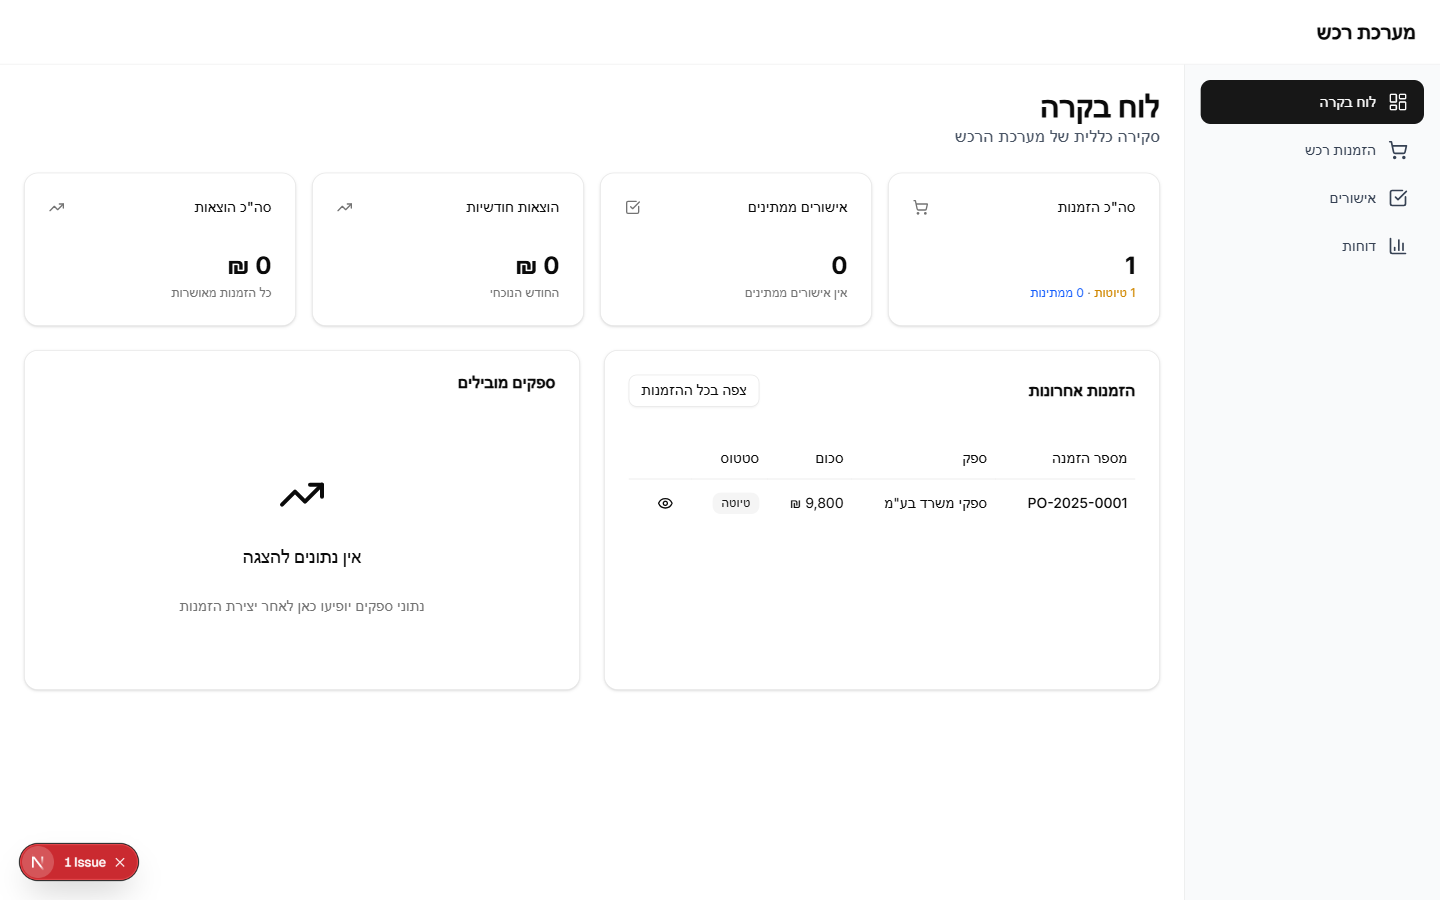 מערכת רכש
לוח בקרה
הזמנות רכש
אישורים
דוחות
לוח בקרה
סקירה כללית של מערכת הרכש
סה"כ הזמנות
1
1 טיוטות · 0 ממתינות
אישורים ממתינים
0
אין אישורים ממתינים
הוצאות חודשיות
0 ₪
החודש הנוכחי
סה"כ הוצאות
0 ₪
כל הזמנות מאושרות
הזמנות אחרונות
צפה בכל ההזמנות
מספר הזמנה ספק סכום סטטוס
PO-2025-0001 ספקי משרד בע"מ 9,800 ₪ טיוטה
ספקים מובילים
אין נתונים להצגה
נתוני ספקים יופיעו כאן לאחר יצירת הזמנות
N 1 Issue